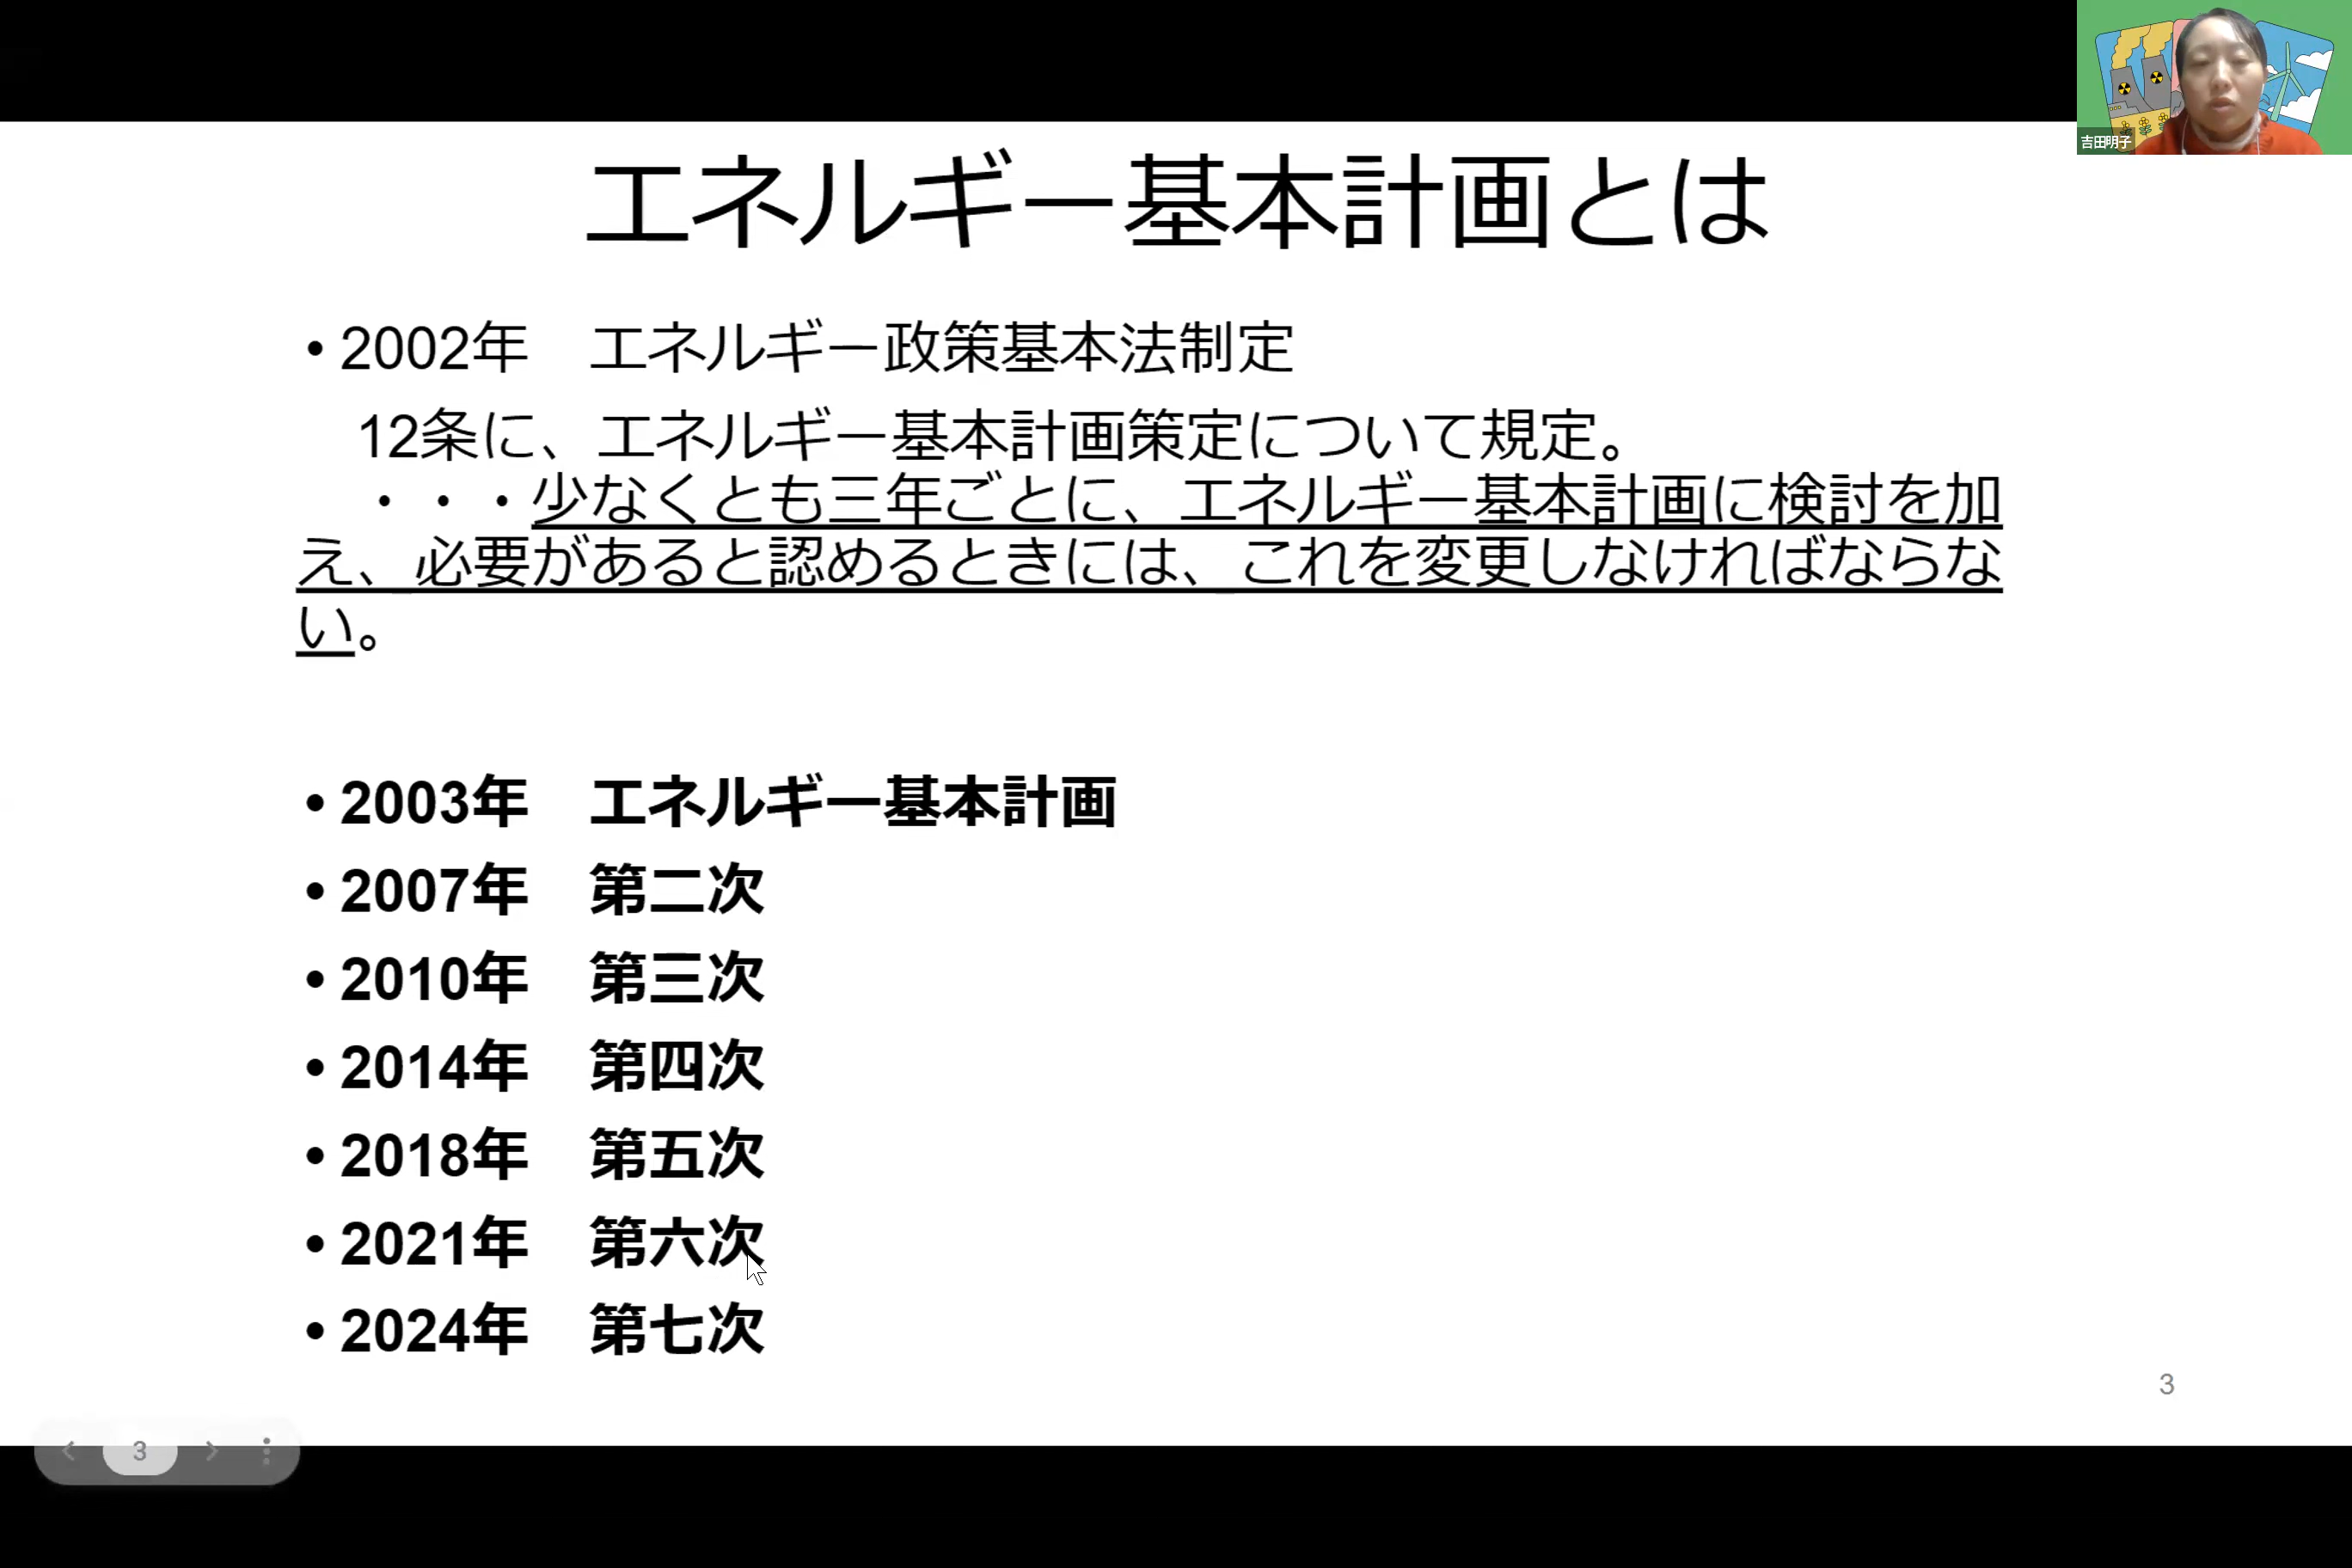 吉田明子
エネルギー基本計画とは
• 2002年　エネルギー政策基本法制定
12条に、エネルギー基本計画策定について規定。
・・・少なくとも三年ごとに、エネルギー基本計画に検討を加
え、必要があると認めるときには、これを変更しなければならな
い。
• 2003年　エネルギー基本計画
• 2007年　第二次
• 2010年　第三次
• 2014年　第四次
• 2018年　第五次
• 2021年　第六次
• 2024年　第七次
3
3